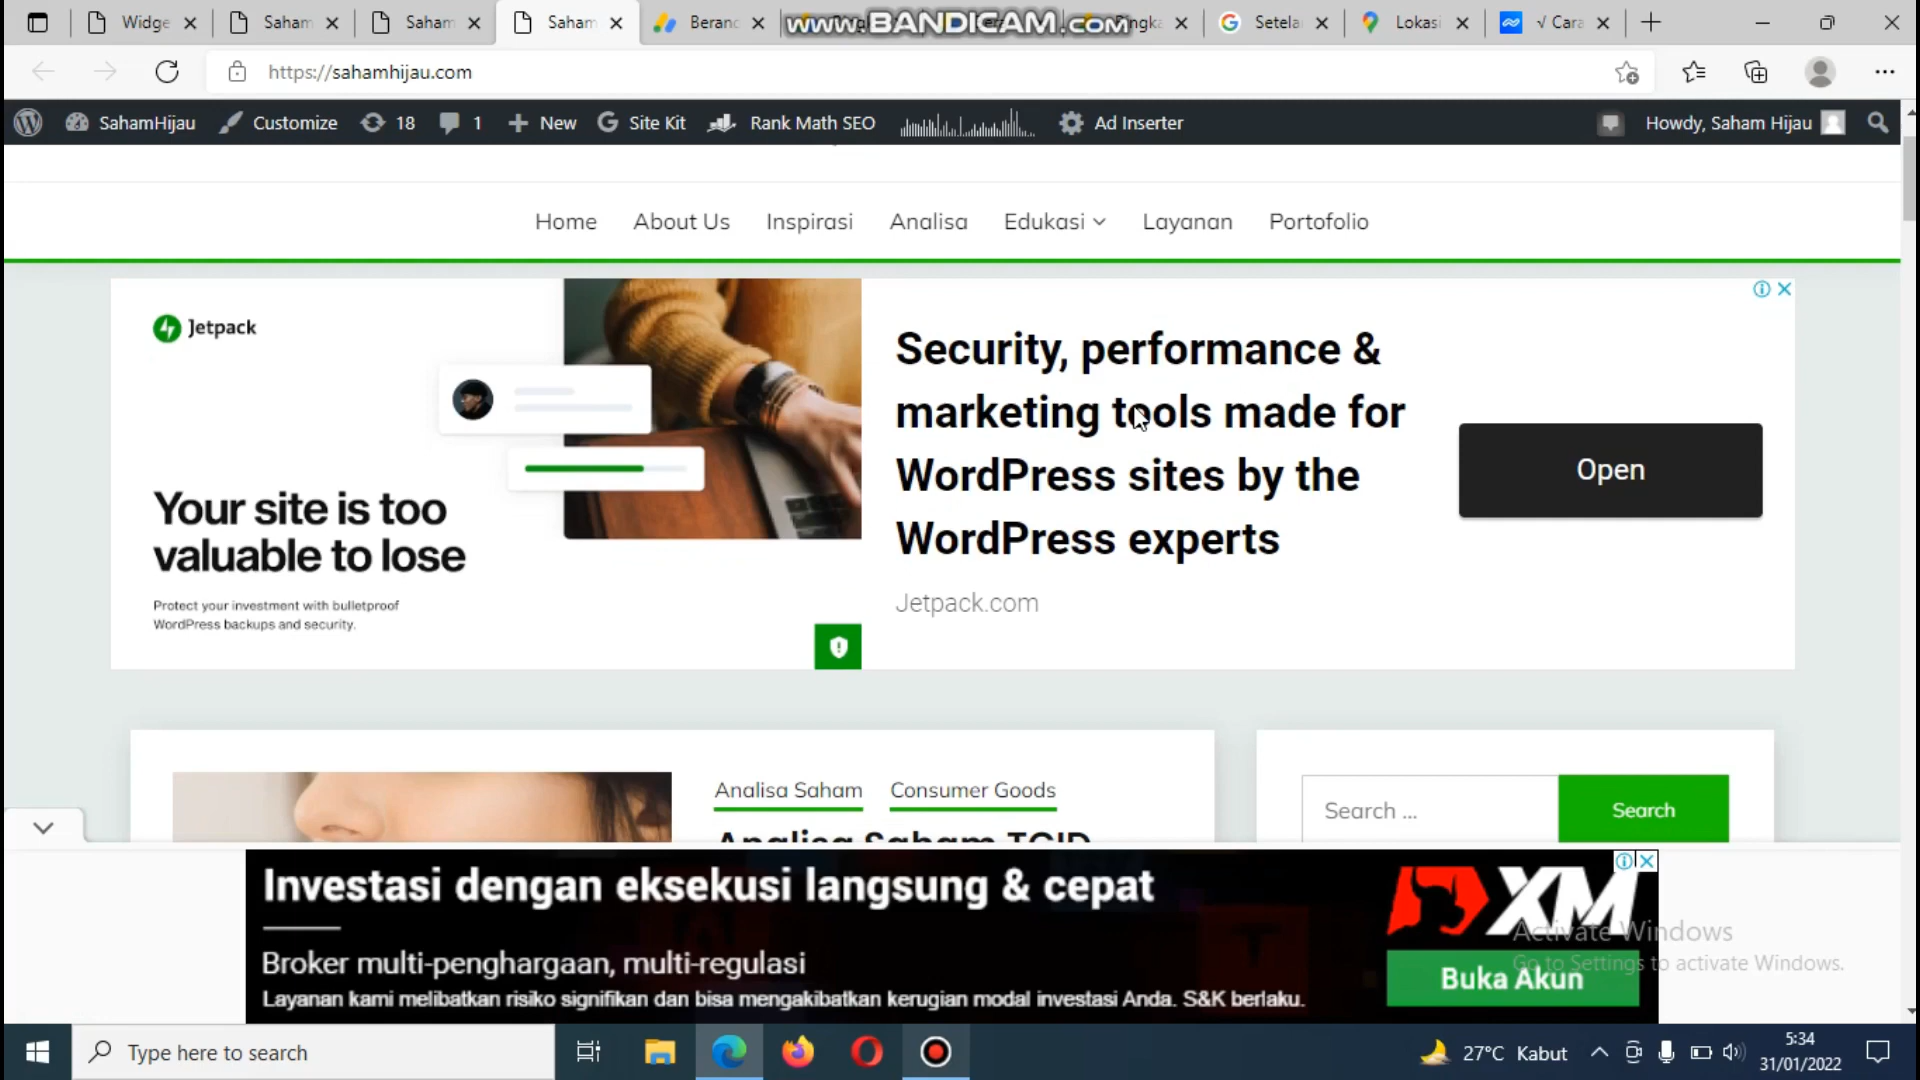 Widge
Saham
Saham
Saham
Beran
www.BANDICAM.com
Setela
Lokasi
√ Cara
https://sahamhijau.com
SahamHijau
Customize
18
1
New
Site Kit
Rank Math SEO
Ad Inserter
Howdy, Saham Hijau
Home
About Us
Inspirasi
Analisa
Edukasi
Layanan
Portofolio
Jetpack
Your site is too
valuable to lose
Protect your investment with bulletproof
WordPress backups and security.
Security, performance &
marketing tools made for
WordPress sites by the
WordPress experts
Jetpack.com
Open
Analisa Saham
Consumer Goods
Analisa Saham TCID
Search ...
Search
Investasi dengan eksekusi langsung & cepat
Broker multi-penghargaan, multi-regulasi
Layanan kami melibatkan risiko signifikan dan bisa mengakibatkan kerugian modal investasi Anda. S&K berlaku.
XM
Buka Akun
Activate Windows
Go to Settings to activate Windows.
Type here to search
27°C Kabut
5:34
31/01/2022